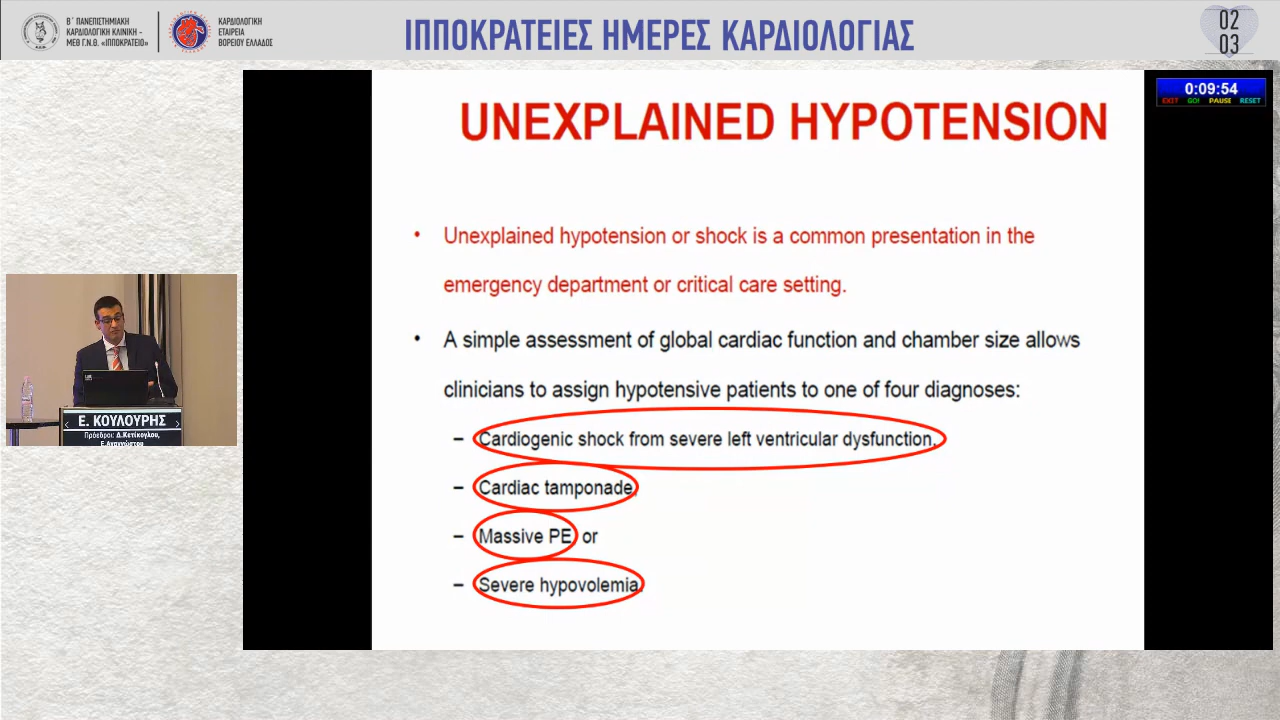 Β΄ ΠΑΝΕΠΙΣΤΗΜΙΑΚΗ
ΚΑΡΔΙΟΛΟΓΙΚΗ ΚΛΙΝΙΚΗ -
ΜΕΘ Γ.Ν.Θ. «ΙΠΠΟΚΡΑΤΕΙΟ»
ΚΑΡΔΙΟΛΟΓΙΚΗ
ΕΤΑΙΡΕΙΑ
ΒΟΡΕΙΟΥ ΕΛΛΑΔΟΣ
ΙΠΠΟΚΡΑΤΕΙΕΣ ΗΜΕΡΕΣ ΚΑΡΔΙΟΛΟΓΙΑΣ
02
03
0:09:54
EXIT GO! PAUSE RESET
UNEXPLAINED HYPOTENSION
• Unexplained hypotension or shock is a common presentation in the
emergency department or critical care setting.
• A simple assessment of global cardiac function and chamber size allows
clinicians to assign hypotensive patients to one of four diagnoses:
– Cardiogenic shock from severe left ventricular dysfunction,
– Cardiac tamponade,
– Massive PE, or
– Severe hypovolemia.
Ε. ΚΟΥΛΟΥΡΗΣ
Πρόεδροι: Δ.Κετίκογλου,